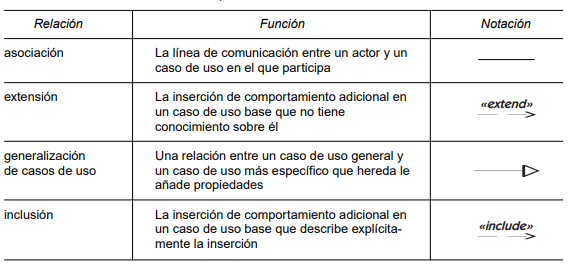 Relación Función Notación
asociación La línea de comunicación entre un actor y un
caso de uso en el que participa
extensión La inserción de comportamiento adicional en
un caso de uso base que no tiene
conocimiento sobre él
«extend»
generalización Una relación entre un caso de uso general y
de casos de uso un caso de uso más específico que hereda le
añade propiedades
inclusión La inserción de comportamiento adicional en
un caso de uso base que describe explícita-
mente la inserción
«include»